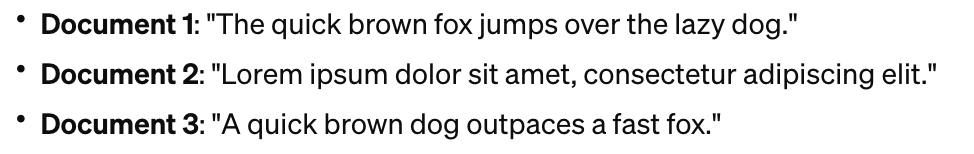 • Document 1: "The quick brown fox jumps over the lazy dog."
• Document 2: "Lorem ipsum dolor sit amet, consectetur adipiscing elit."
• Document 3: "A quick brown dog outpaces a fast fox."